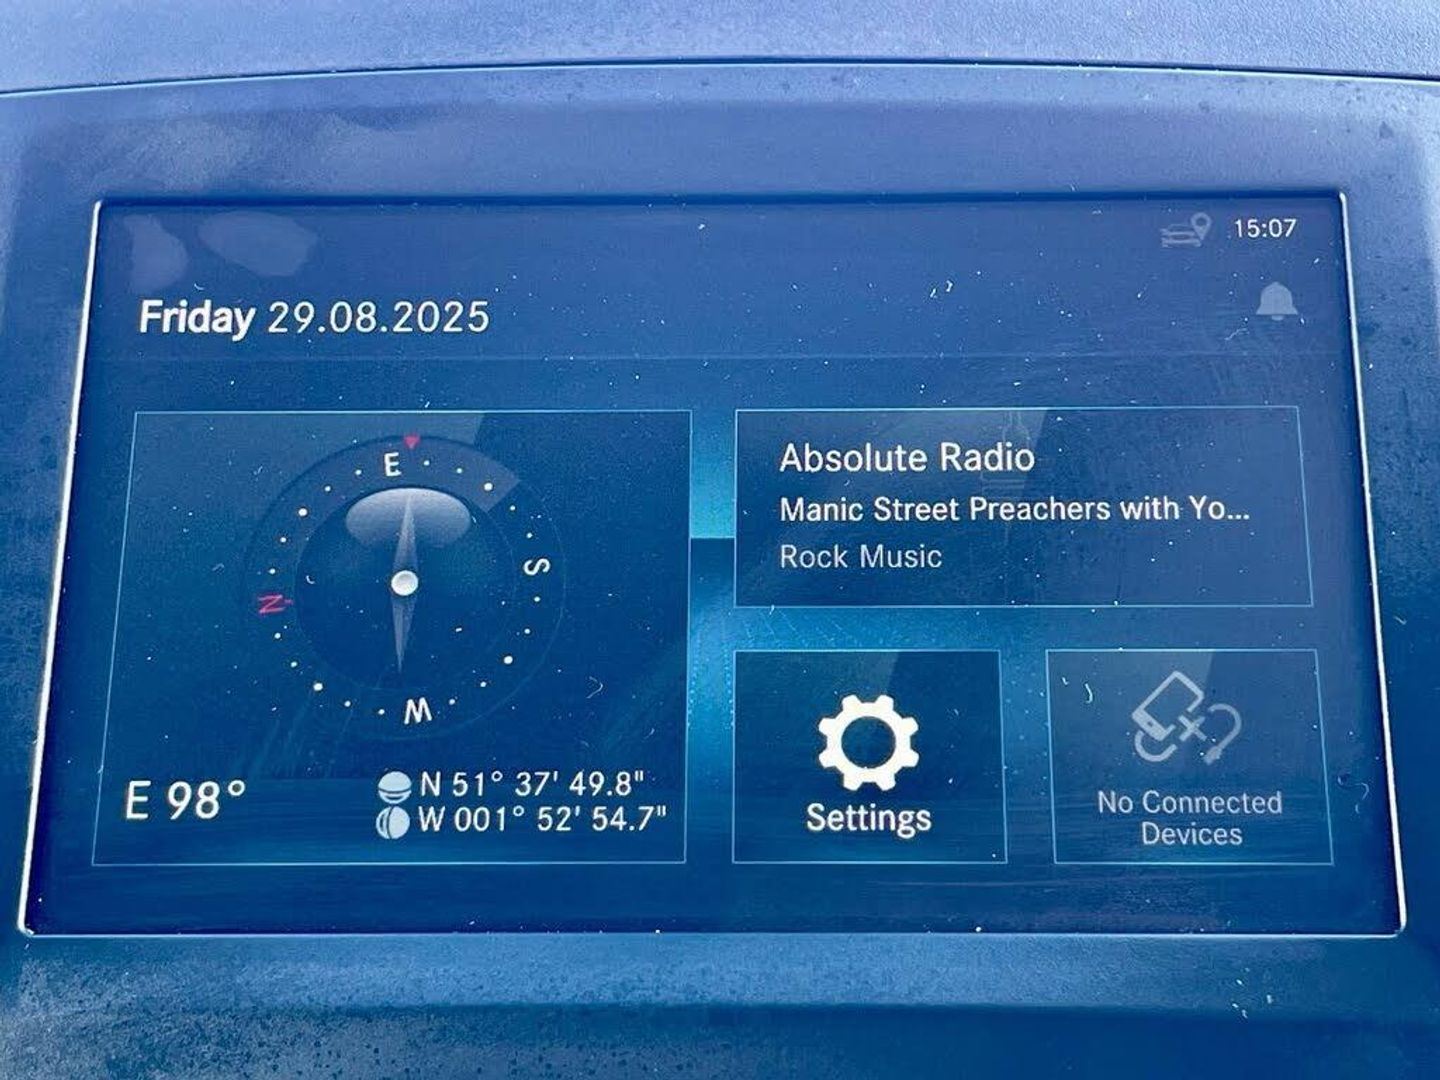 15:07
Friday 29.08.2025
E
S
W
N
E 98°
N 51° 37' 49.8"
W 001° 52' 54.7"
Absolute Radio
Manic Street Preachers with Yo...
Rock Music
Settings
No Connected
Devices